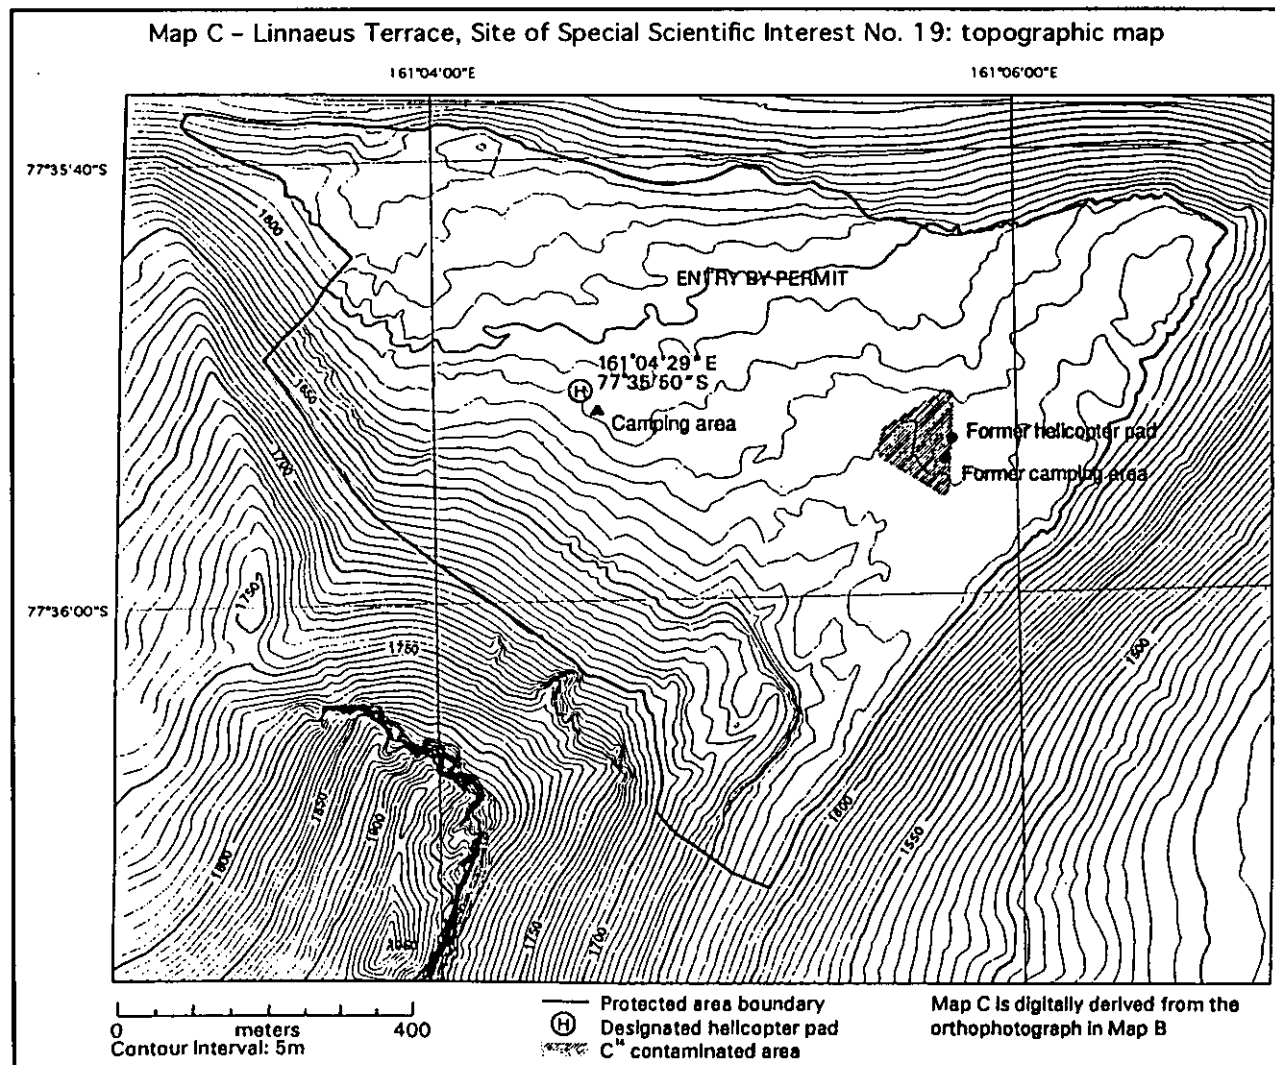 Map C – Linnaeus Terrace, Site of Special Scientific Interest No. 19: topographic map
161°04'00"E
161°06'00"E
77°35'40"S
1600
ENTRY BY PERMIT
161°04'29" E
77°35'50" S
H
1650
Camping area
Former helicopter pad
Former camping area
1700
1750
77°36'00"S
1750
1600
1850
1900
1800
1600
1550
1750
1700
0 meters 400
Contour Interval: 5m
Protected area boundary
H Designated helicopter pad
C14 contaminated area
Map C is digitally derived from the
orthophotograph in Map B